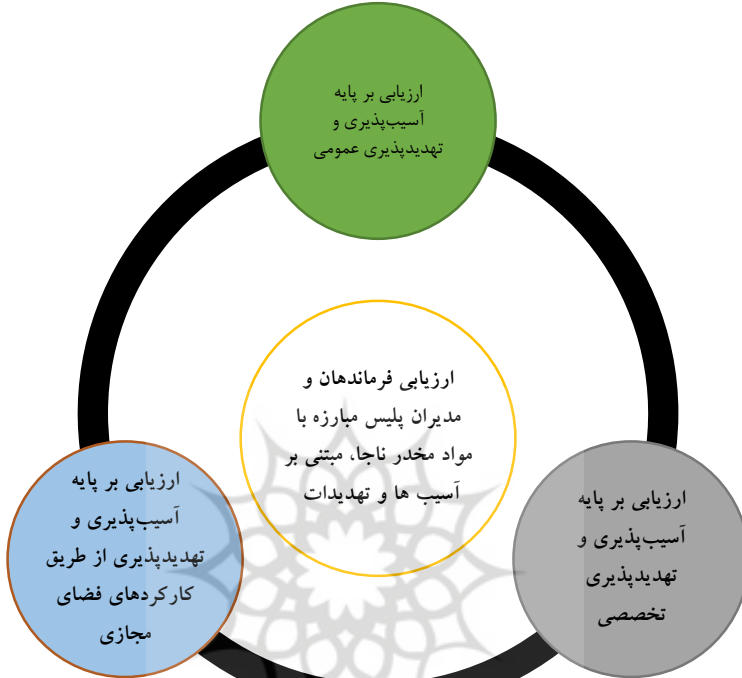 ارزیابی بر پایه
آسیب‌پذیری و
تهدیدپذیری عمومی
ارزیابی فرماندهان و
مدیران پلیس مبارزه با
مواد مخدر ناجا، مبتنی بر
آسیب ها و تهدیدات
ارزیابی بر پایه
آسیب‌پذیری و
تهدیدپذیری
تخصصی
ارزیابی بر پایه
آسیب‌پذیری و
تهدیدپذیری از طریق
کارکردهای فضای
مجازی